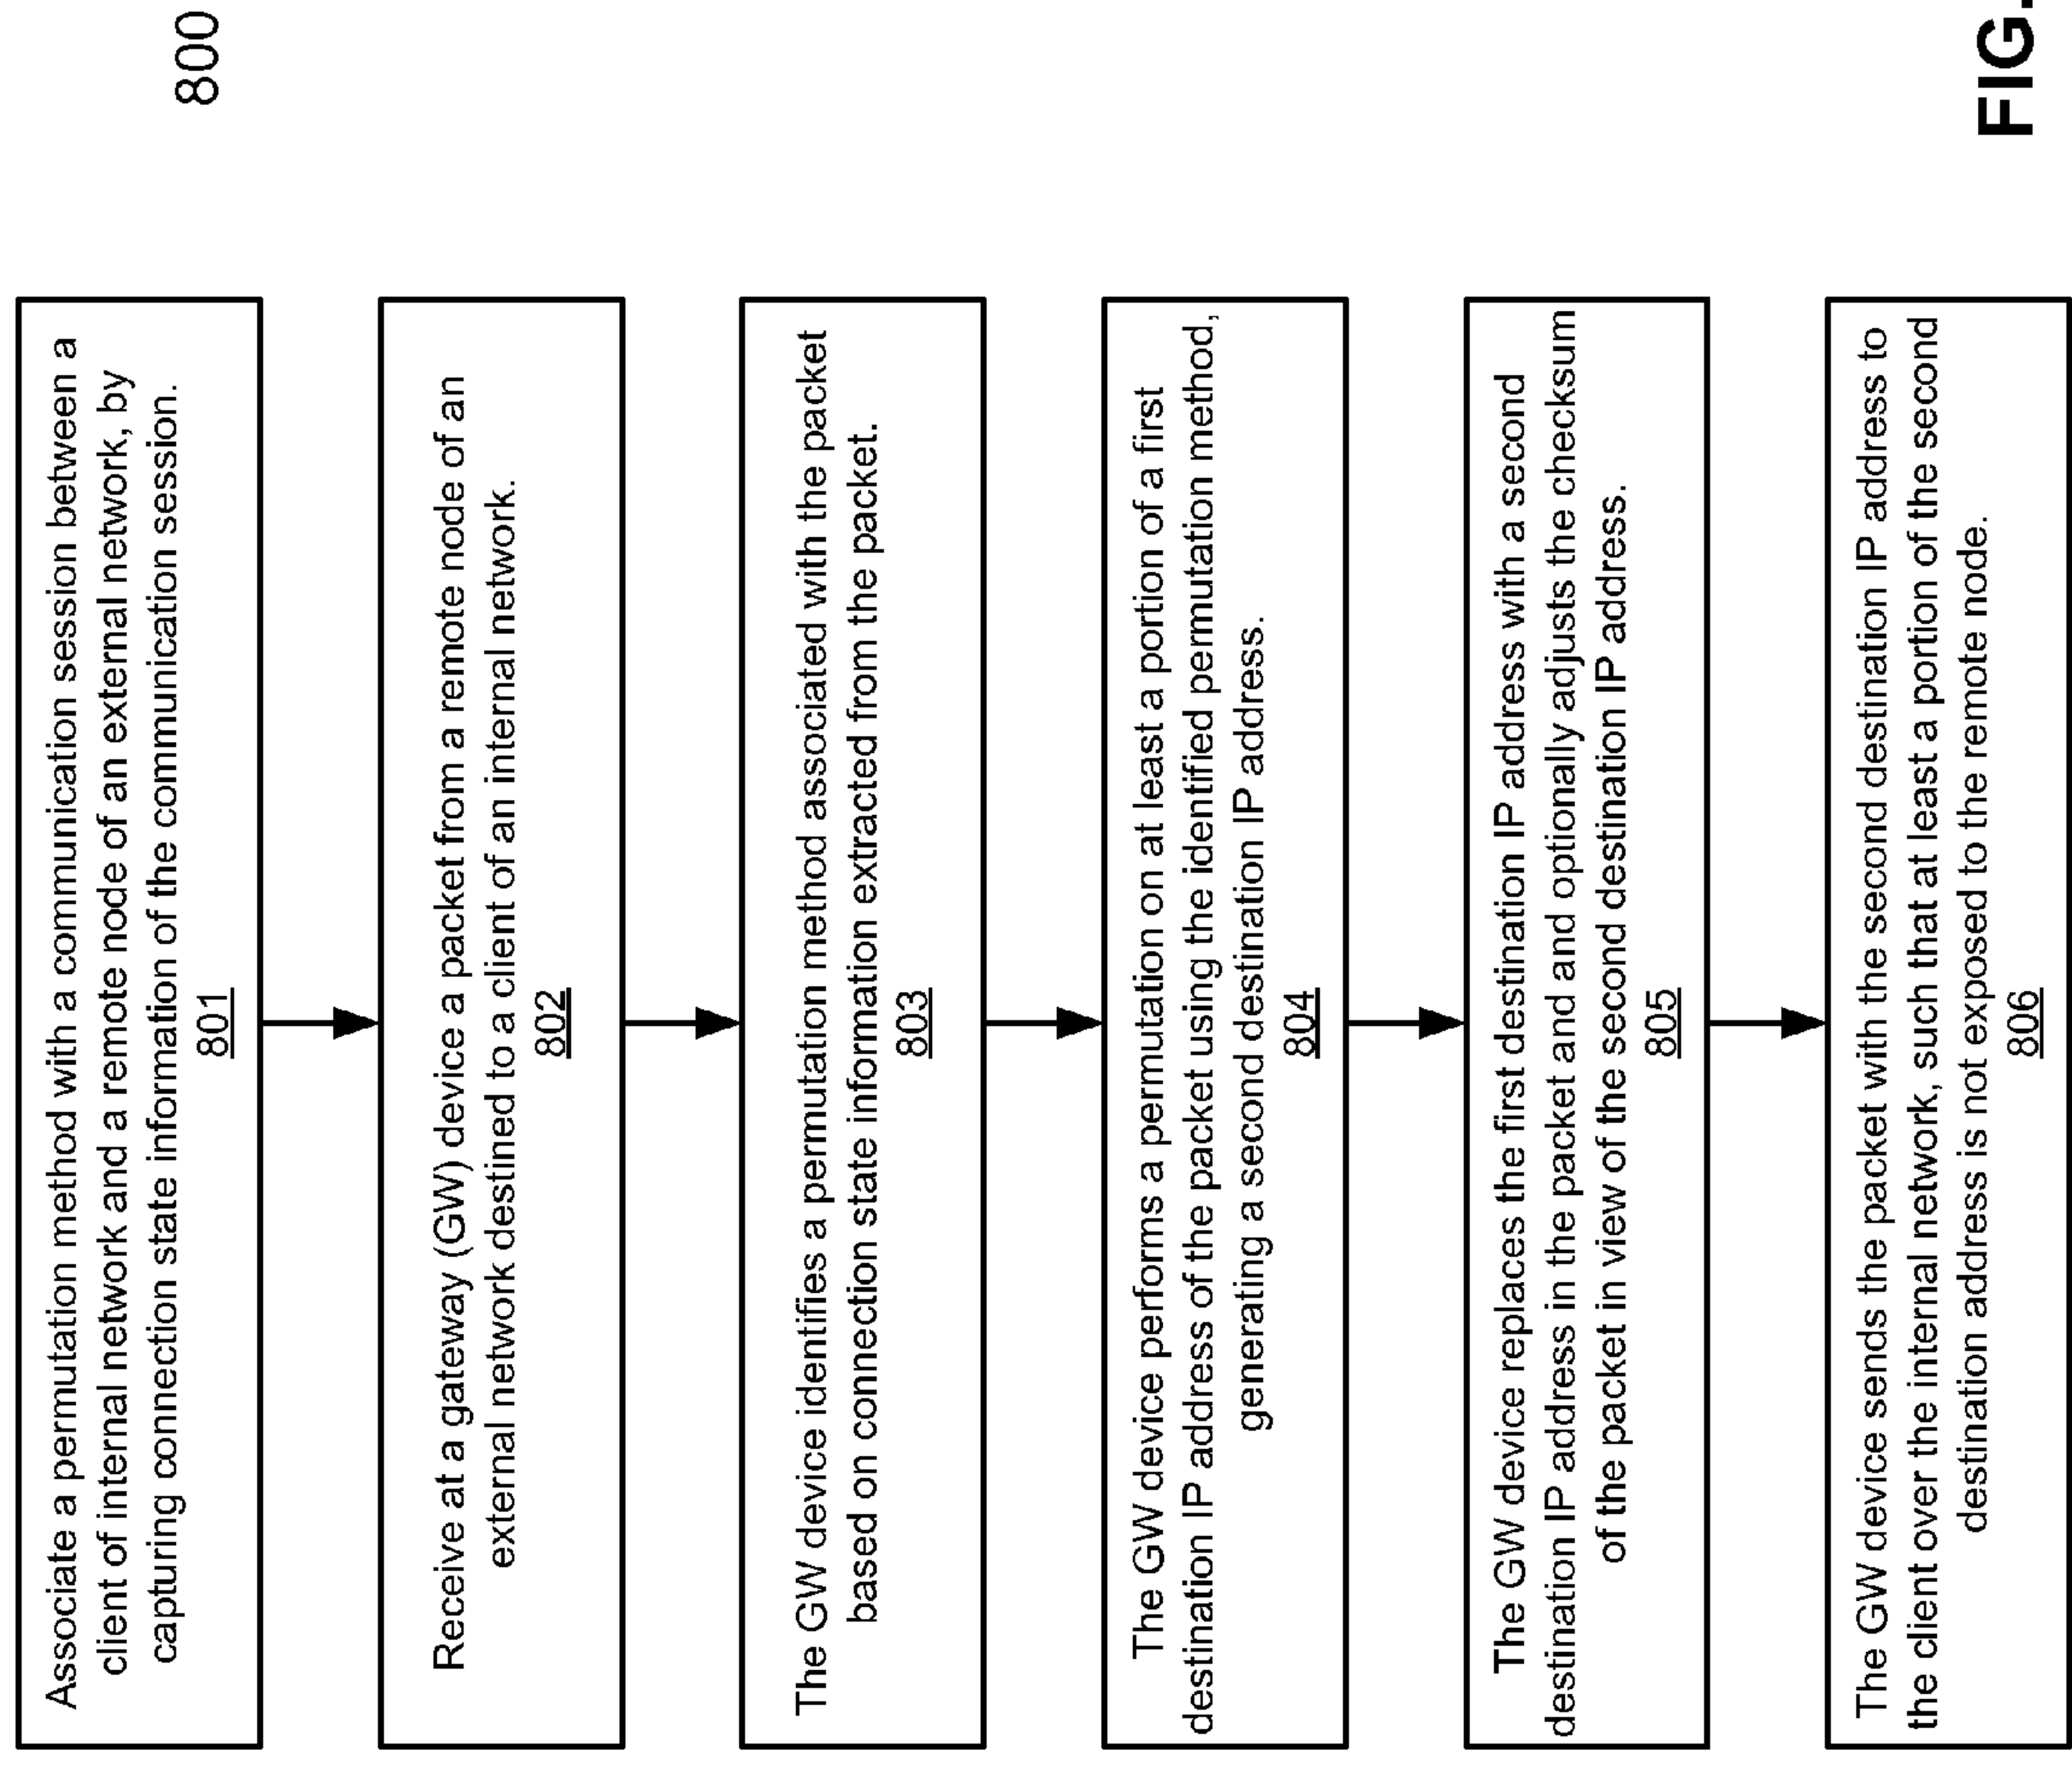 800
Associate a permutation method with a communication session between a
client of internal network and a remote node of an external network, by
capturing connection state information of the communication session.
801
Receive at a gateway (GW) device a packet from a remote node of an
external network destined to a client of an internal network.
802
The GW device identifies a permutation method associated with the packet
based on connection state information extracted from the packet.
803
The GW device performs a permutation on at least a portion of a first
destination IP address of the packet using the identified permutation method,
generating a second destination IP address.
804
The GW device replaces the first destination IP address with a second
destination IP address in the packet and and optionally adjusts the checksum
of the packet in view of the second destination IP address.
805
The GW device sends the packet with the second destination IP address to
the client over the internal network, such that at least a portion of the second
destination address is not exposed to the remote node.
806
FIG.